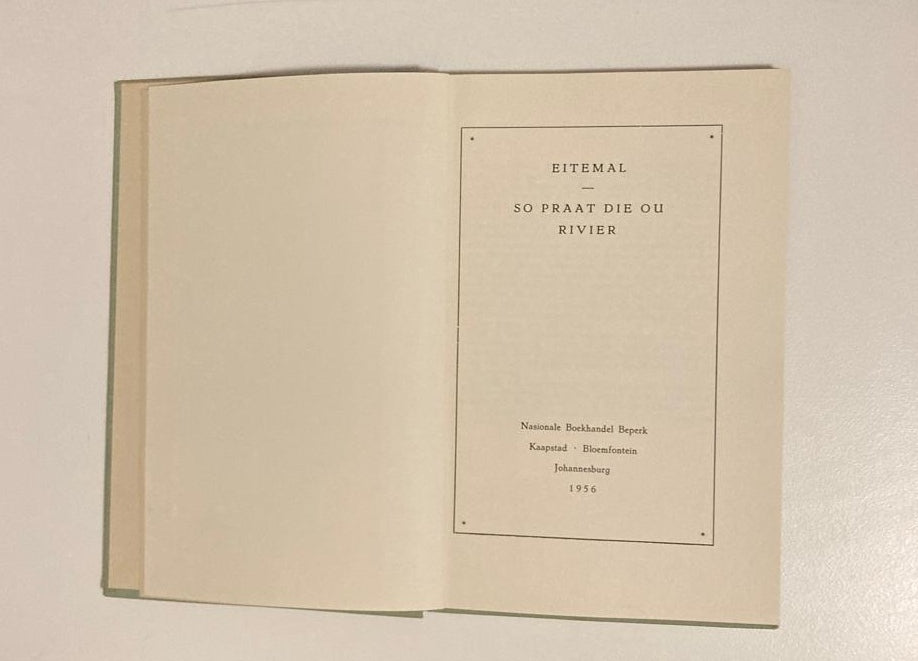 EITEMAL
—
SO PRAAT DIE OU
RIVIER
Nasionale Boekhandel Beperk
Kaapstad · Bloemfontein
Johannesburg
1956